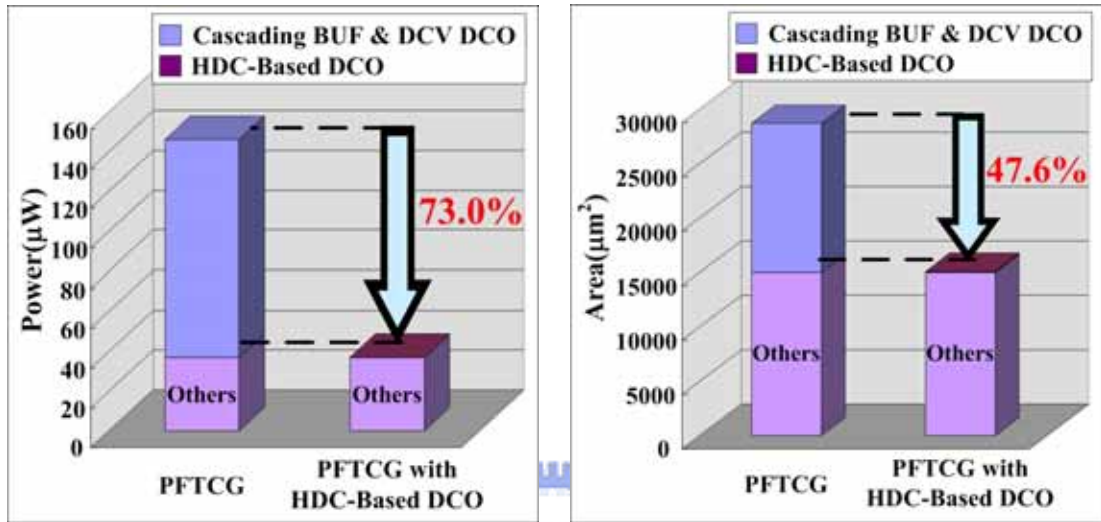 Cascading BUF & DCV DCO
HDC-Based DCO
160
140
120
100
80
60
40
20
0
Power(μW)
73.0%
Others
Others
PFTCG
PFTCG with
HDC-Based DCO
Cascading BUF & DCV DCO
HDC-Based DCO
30000
25000
20000
15000
10000
5000
0
Area(μm²)
47.6%
Others
Others
PFTCG
PFTCG with
HDC-Based DCO